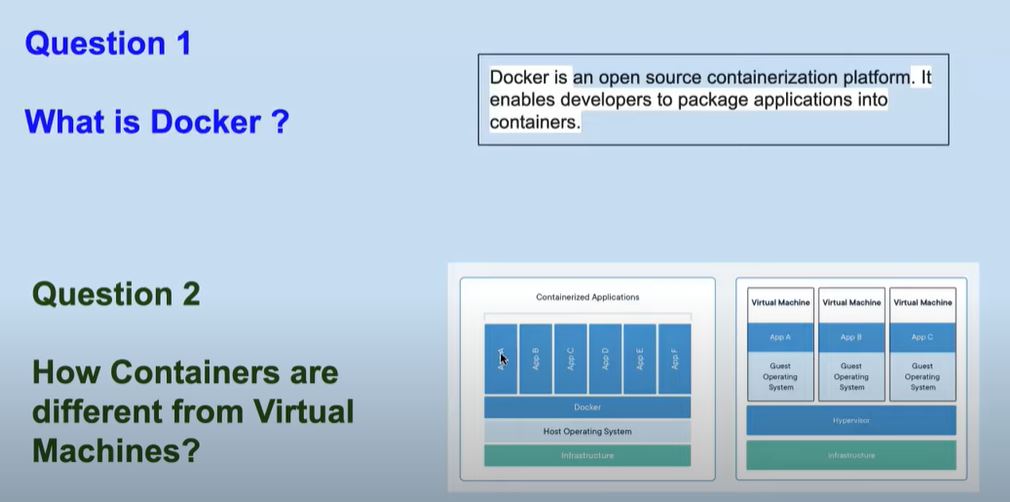 Question 1
What is Docker ?
Docker is an open source containerization platform. It
enables developers to package applications into
containers.
Question 2
How Containers are
different from Virtual
Machines?
Containerized Applications
App A
App B
App C
App D
App E
App F
Docker
Host Operating System
Infrastructure
Virtual Machine
App A
Guest
Operating
System
Virtual Machine
App B
Guest
Operating
System
Virtual Machine
App C
Guest
Operating
System
Hypervisor
Infrastructure